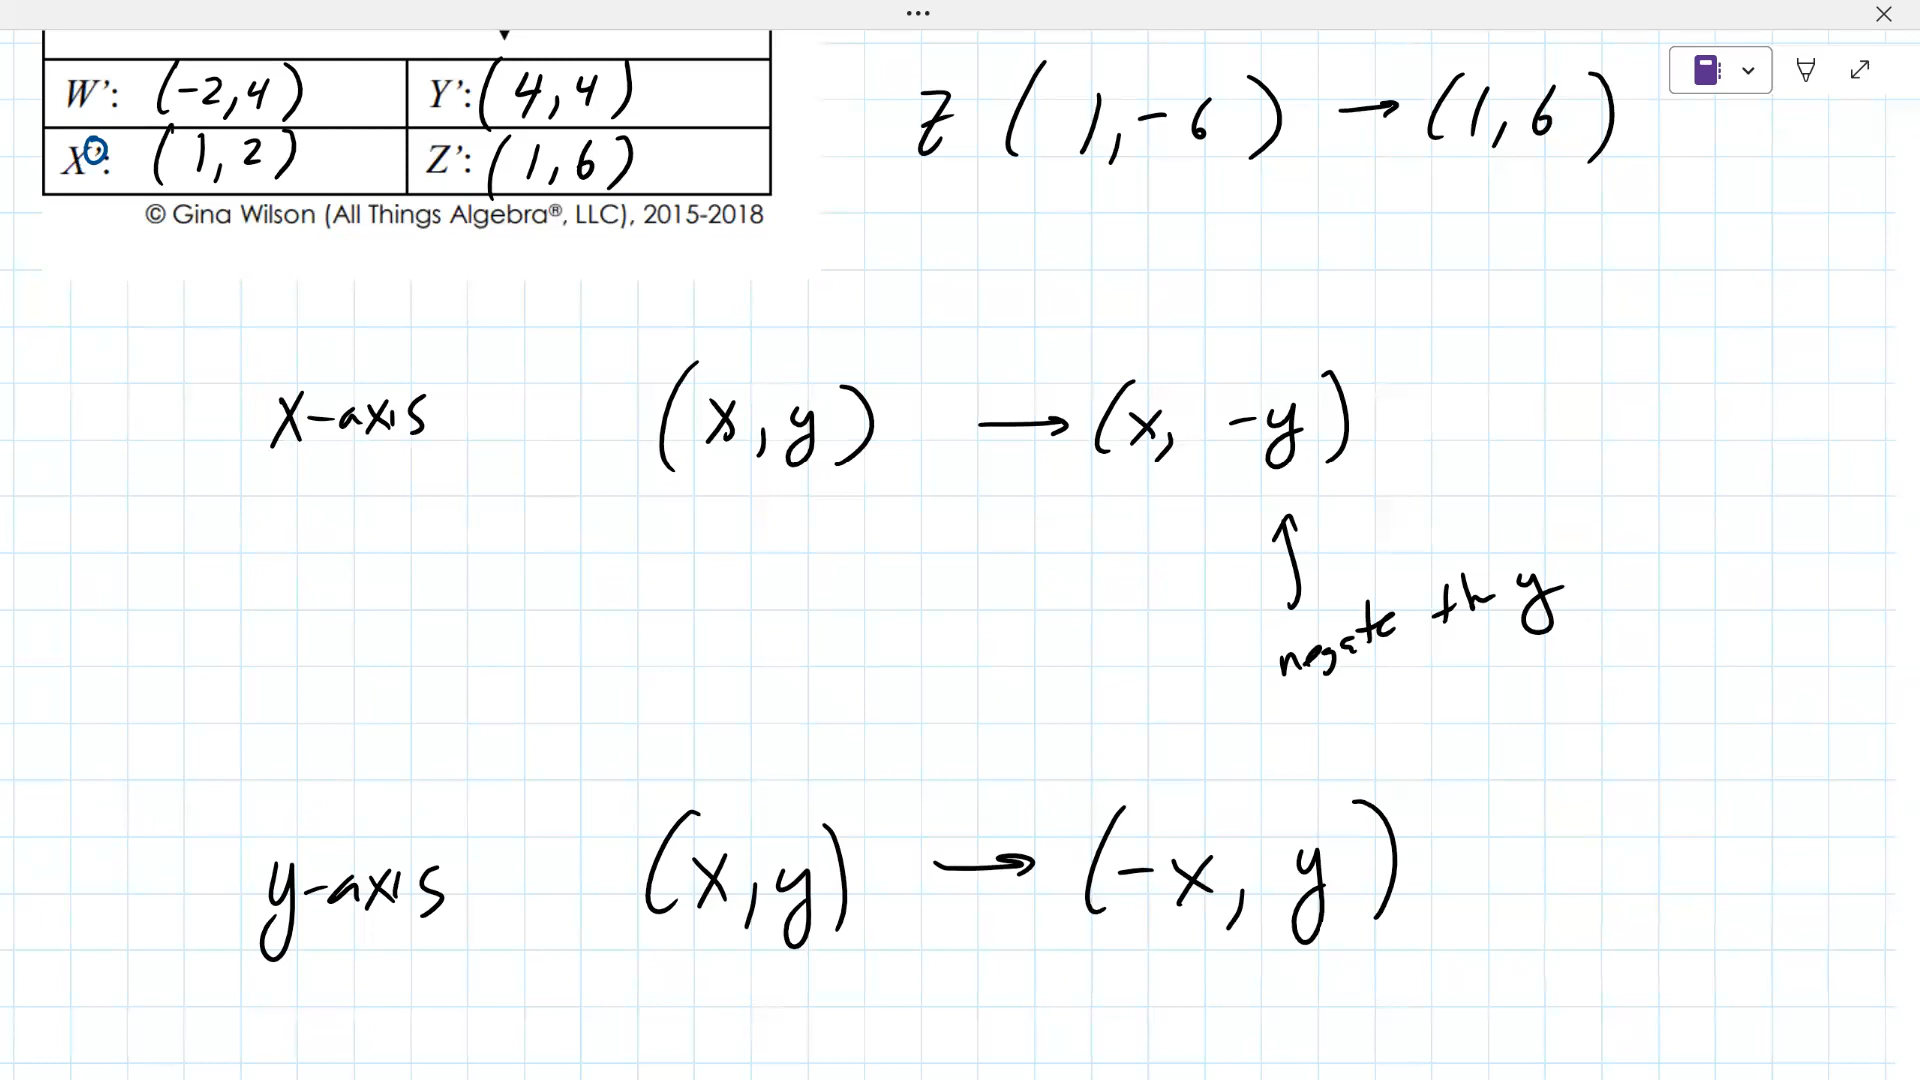 W’: (-2,4) Y’: (4,4)
X’: (1,2) Z’: (1,6)
© Gina Wilson (All Things Algebra®, LLC), 2015-2018
Z (1,-6) → (1,6)
x-axis (x,y) → (x, -y)
negate th y
y-axis (x,y) → (-x, y)